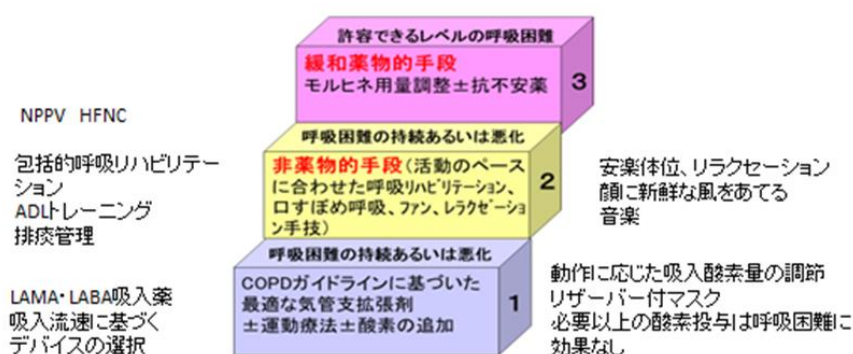 許容できるレベルの呼吸困難
緩和薬物的手段
モルヒネ用量調整±抗不安薬
3
NPPV HFNC
呼吸困難の持続あるいは悪化
包括的呼吸リハビリテー
ション
ADLトレーニング
排痰管理
非薬物的手段(活動のペース
に合わせた呼吸リハビリテーション、
口すぼめ呼吸、ファン、レラクゼーショ
ン手技)
2
安楽体位、リラクセーション
顔に新鮮な風をあてる
音楽
呼吸困難の持続あるいは悪化
LAMA・LABA吸入薬
吸入流速に基づく
デバイスの選択
COPDガイドラインに基づいた
最適な気管支拡張剤
±運動療法±酸素の追加
1
動作に応じた吸入酸素量の調節
リザーバー付マスク
必要以上の酸素投与は呼吸困難に
効果なし